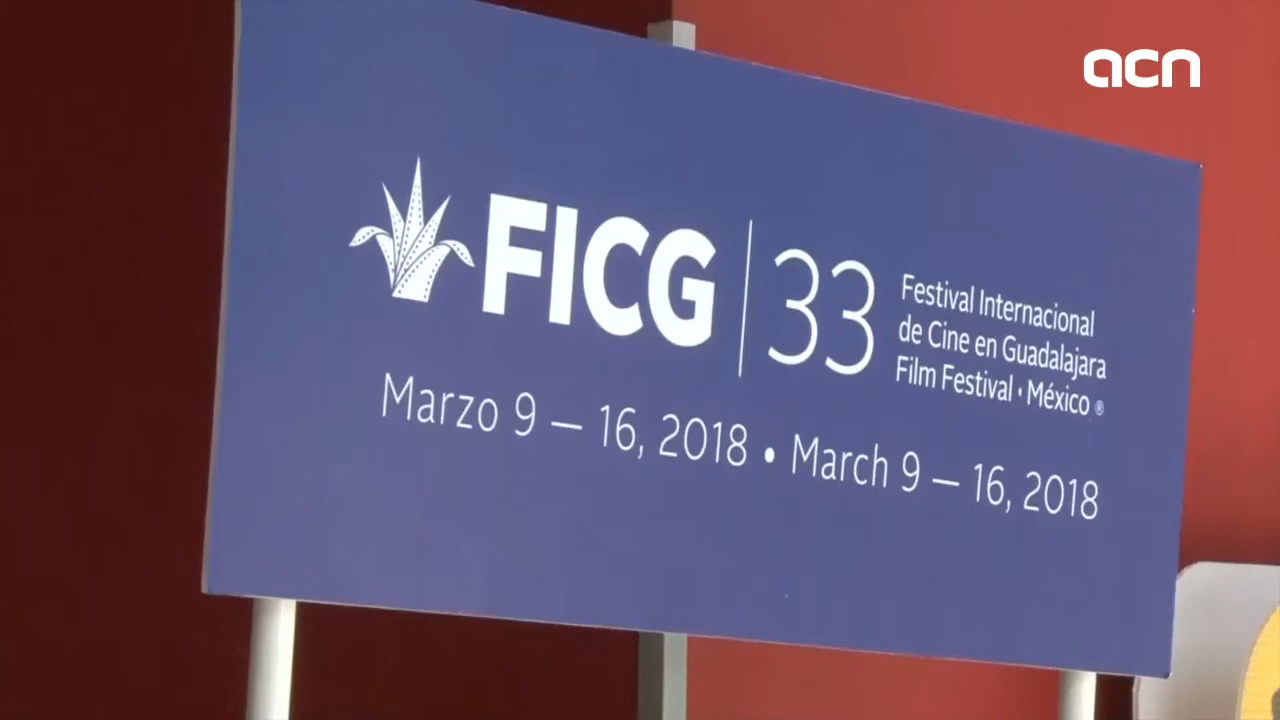 acn
FICG 33
Festival Internacional
de Cine en Guadalajara
Film Festival · México ®
Marzo 9 – 16, 2018 • March 9 – 16, 2018